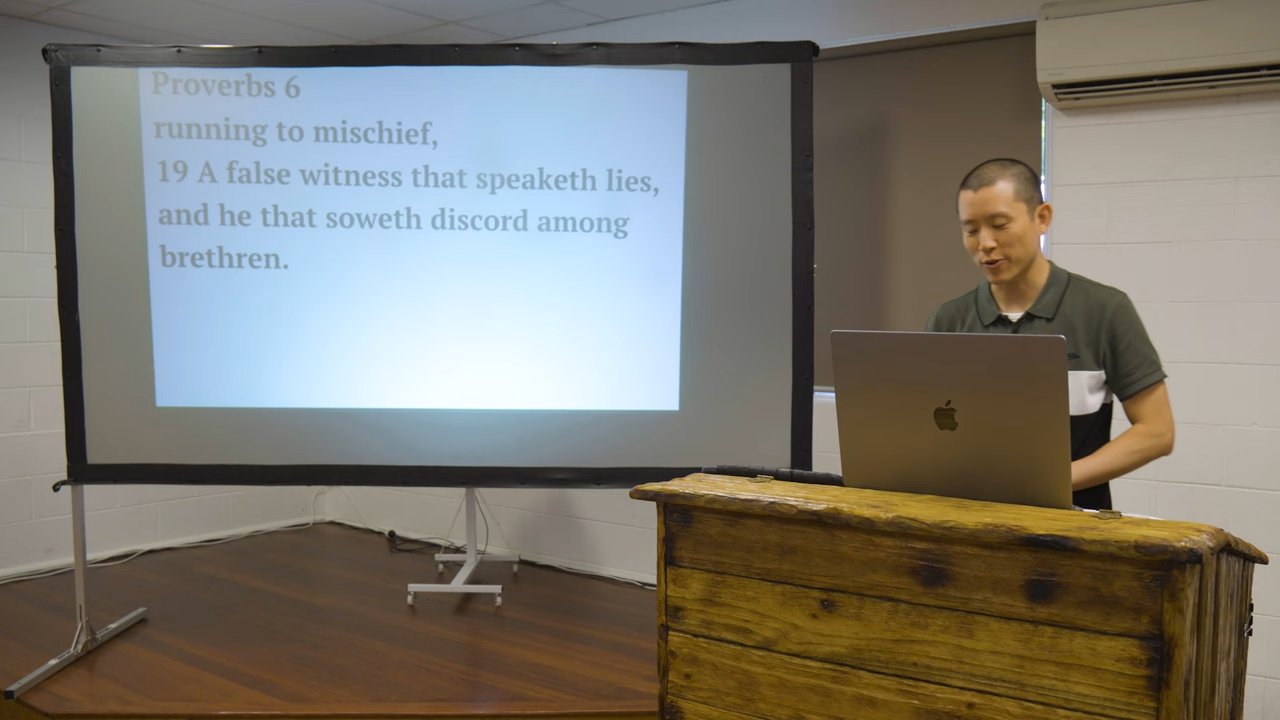 Proverbs 6
running to mischief,
19 A false witness that speaketh lies,
and he that soweth discord among
brethren.